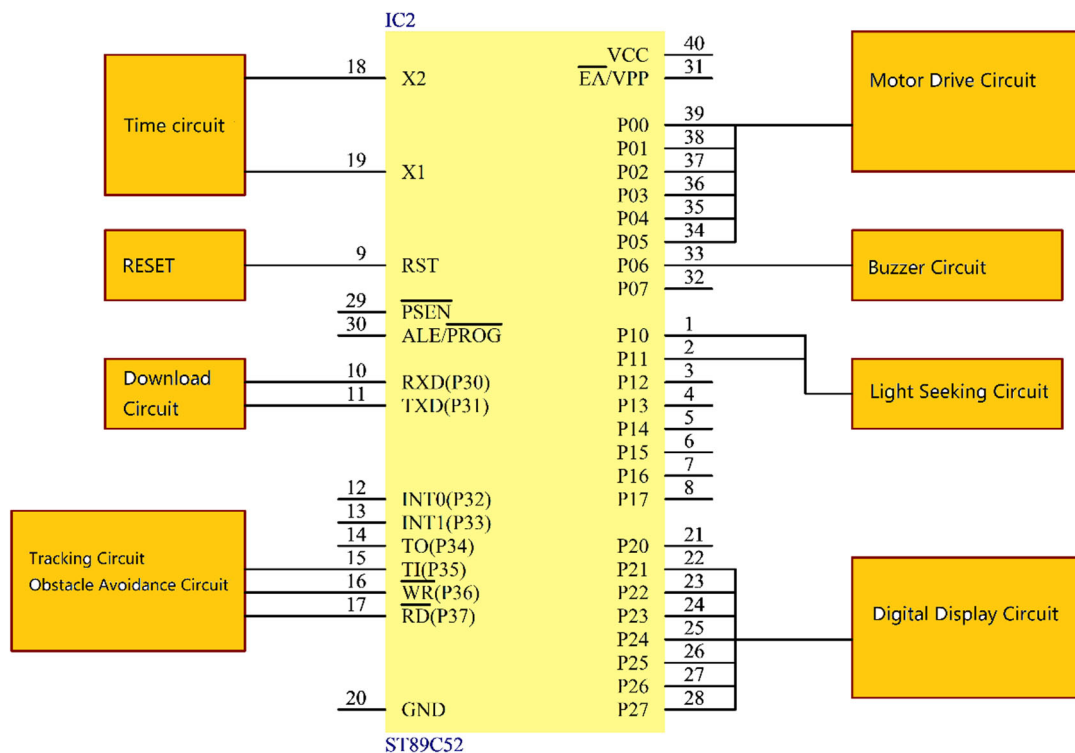 IC2
Time circuit
RESET
Download
Circuit
Tracking Circuit
Obstacle Avoidance Circuit
18
19
9
29
30
10
11
12
13
14
15
16
17
20
X2
X1
RST
PSEN
ALE/PROG
RXD(P30)
TXD(P31)
INT0(P32)
INT1(P33)
TO(P34)
TI(P35)
WR(P36)
RD(P37)
GND
VCC
EA/VPP
P00
P01
P02
P03
P04
P05
P06
P07
P10
P11
P12
P13
P14
P15
P16
P17
P20
P21
P22
P23
P24
P25
P26
P27
40
31
39
38
37
36
35
34
33
32
1
2
3
4
5
6
7
8
21
22
23
24
25
26
27
28
Motor Drive Circuit
Buzzer Circuit
Light Seeking Circuit
Digital Display Circuit
ST89C52